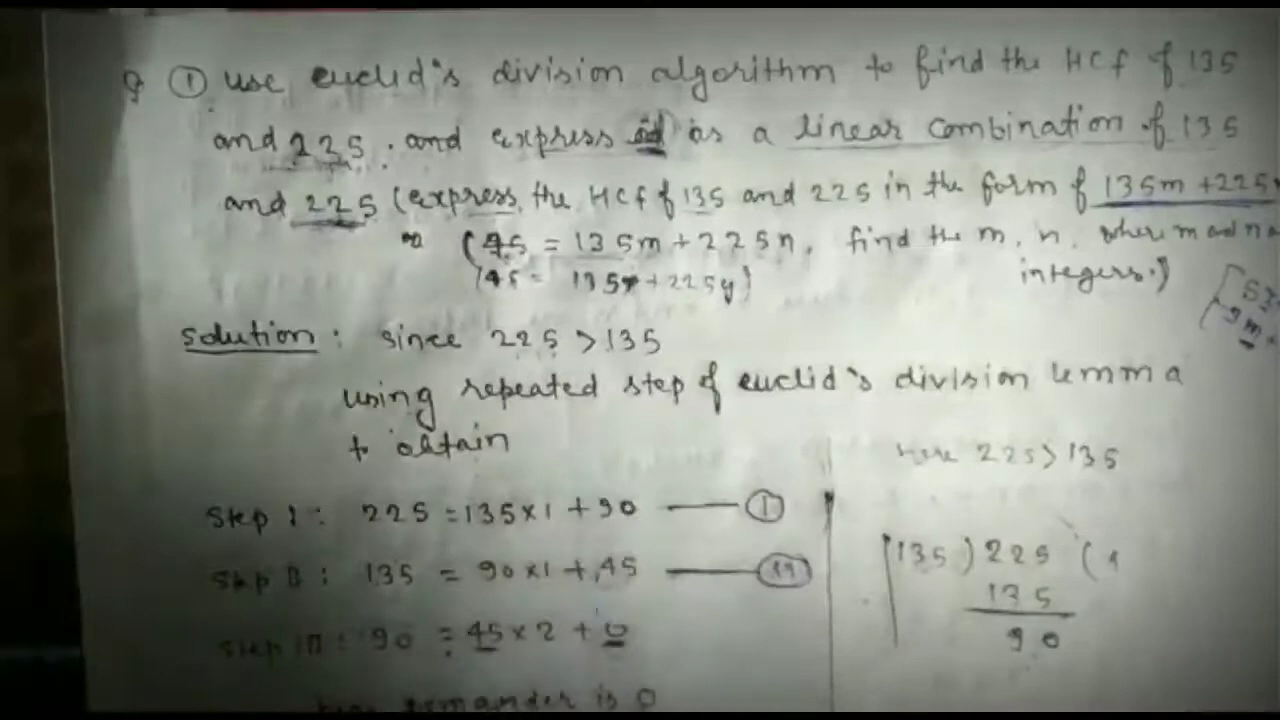 Q ① use euclid's division algorithm to find the HCF of 135
and 225. and express as a linear combination of 135
and 225 (express the HCF of 135 and 225 in the form of 135m +225
(45 = 135m + 225n, find the m, n, where m and n
(45 = 135x + 225y)
integers.)
Solution : since 225 > 135
using repeated step of euclid's division lemma
to obtain
here 225 > 135
Step I : 225 = 135 x 1 + 90 —— ①
Step II : 135 = 90 x 1 + 45 ——
Step III : 90 = 45 x 2 + 0
135 ) 225 ( 1
135
90
remainder is 0